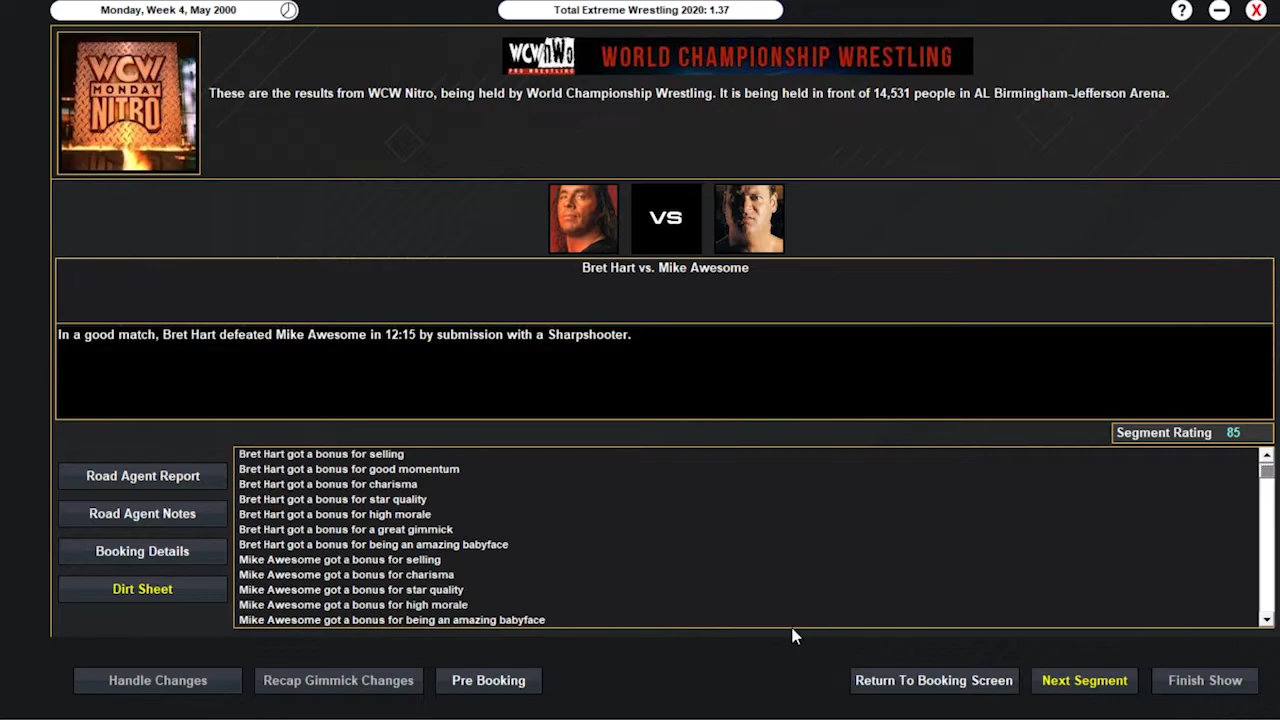 Monday, Week 4, May 2000
Total Extreme Wrestling 2020: 1.37
?
X
WCW
MONDAY
NITRO
WCW nWo
PRO WRESTLING
WORLD CHAMPIONSHIP WRESTLING
These are the results from WCW Nitro, being held by World Championship Wrestling. It is being held in front of 14,531 people in AL Birmingham-Jefferson Arena.
VS
Bret Hart vs. Mike Awesome
In a good match, Bret Hart defeated Mike Awesome in 12:15 by submission with a Sharpshooter.
Segment Rating 85
Road Agent Report
Road Agent Notes
Booking Details
Dirt Sheet
Bret Hart got a bonus for selling
Bret Hart got a bonus for good momentum
Bret Hart got a bonus for charisma
Bret Hart got a bonus for star quality
Bret Hart got a bonus for high morale
Bret Hart got a bonus for a great gimmick
Bret Hart got a bonus for being an amazing babyface
Mike Awesome got a bonus for selling
Mike Awesome got a bonus for charisma
Mike Awesome got a bonus for star quality
Mike Awesome got a bonus for high morale
Mike Awesome got a bonus for being an amazing babyface
Handle Changes
Recap Gimmick Changes
Pre Booking
Return To Booking Screen
Next Segment
Finish Show